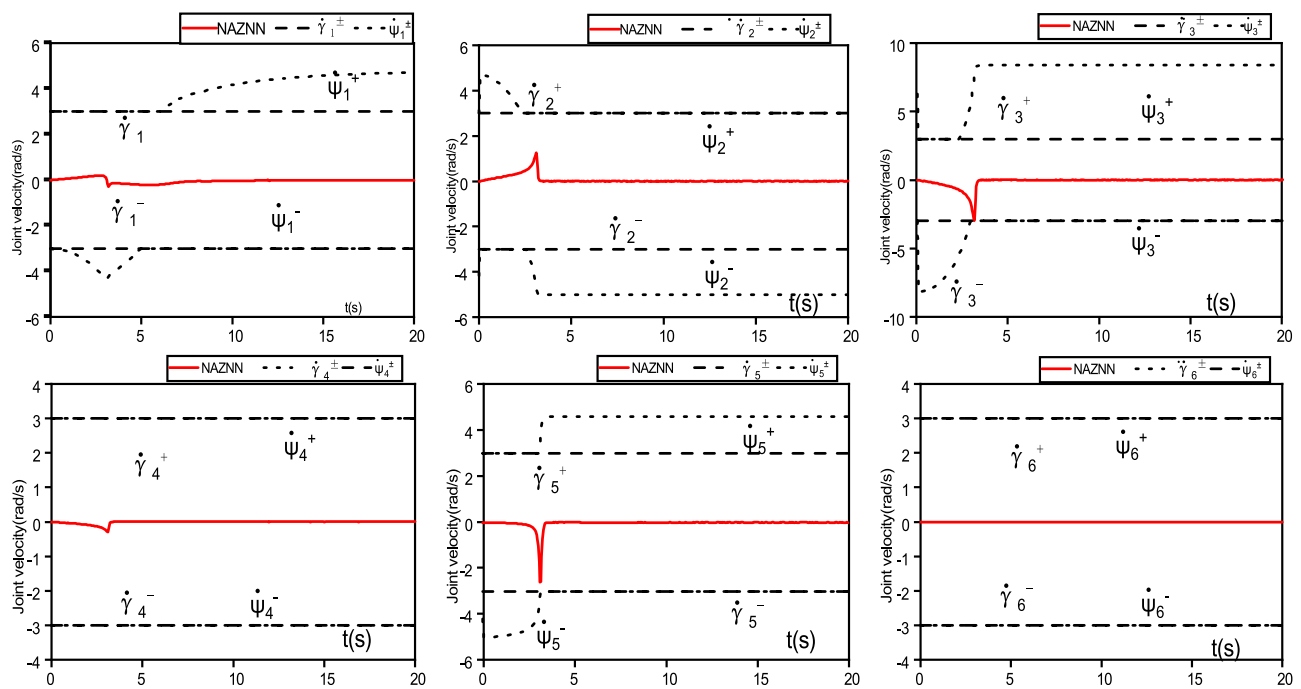 NAZNN γ̇ 1 ± ψ̇1±
6
4
2
0
-2
-4
-6
0 5 10 15 20
Joint velocity(rad/s)
ψ̇1+
γ̇ 1
γ̇ 1−
ψ̇1-
t(s)
NAZNN γ̇ 2 ± ψ̇2±
6
4
2
0
-2
-4
-6
0 5 10 15 20
Joint velocity(rad/s)
γ̇ 2+
ψ̇2+
γ̇ 2−
ψ̇2-
t(s)
NAZNN γ̇ 3 ± ψ̇3±
10
5
0
-5
-10
0 5 10 15 20
Joint velocity(rad/s)
γ̇ 3+
ψ̇3+
ψ̇3-
γ̇ 3−
t(s)
NAZNN γ̇ 4 ± ψ̇4±
4
3
2
1
0
-1
-2
-3
-4
0 5 10 15 20
Joint velocity(rad/s)
ψ̇4+
γ̇ 4+
γ̇ 4−
ψ̇4-
t(s)
NAZNN γ̇ 5 ± ψ̇5±
6
4
2
0
-2
-4
-6
0 5 10 15 20
Joint velocity(rad/s)
ψ̇5+
γ̇ 5+
γ̇ 5−
ψ̇5-
t(s)
NAZNN γ̈ 6 ± ψ̇6±
4
3
2
1
0
-1
-2
-3
-4
0 5 10 15 20
Joint velocity(rad/s)
ψ̇6+
γ̇ 6+
γ̇ 6−
ψ̇6-
t(s)